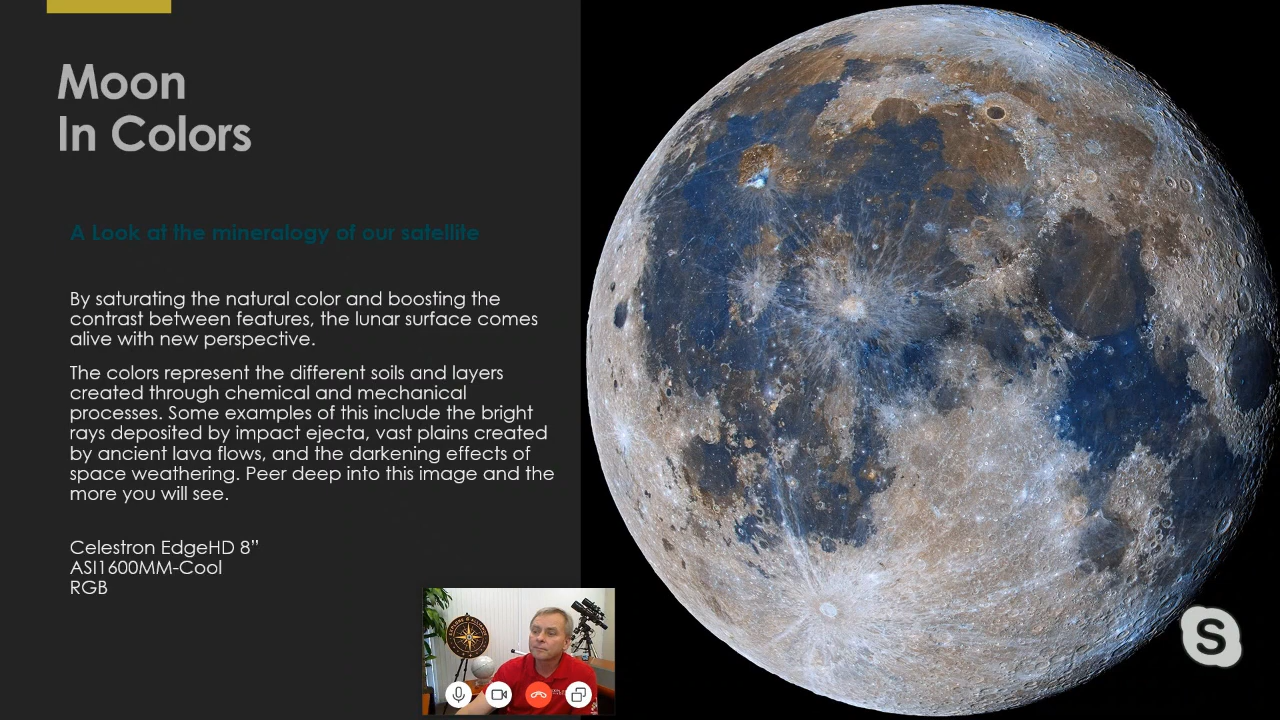 Moon
In Colors
A Look at the mineralogy of our satellite
By saturating the natural color and boosting the
contrast between features, the lunar surface comes
alive with new perspective.
The colors represent the different soils and layers
created through chemical and mechanical
processes. Some examples of this include the bright
rays deposited by impact ejecta, vast plains created
by ancient lava flows, and the darkening effects of
space weathering. Peer deep into this image and the
more you will see.
Celestron EdgeHD 8”
ASI1600MM-Cool
RGB
S